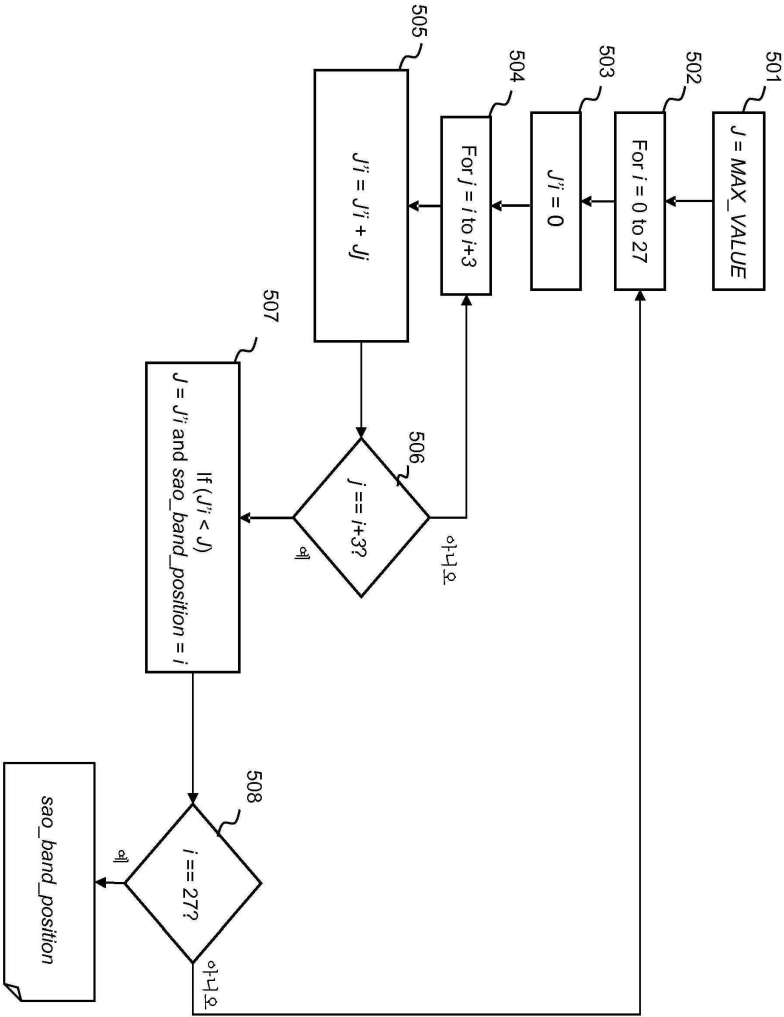 501
J = MAX_VALUE
502
For i = 0 to 27
503
J'i = 0
504
For j = i to i+3
505
J'i = J'i + Jj
506
j == i+3?
아니오
예
507
If (J'i < J)
J = J'i and sao_band_position = i
508
i == 27?
아니오
예
sao_band_position